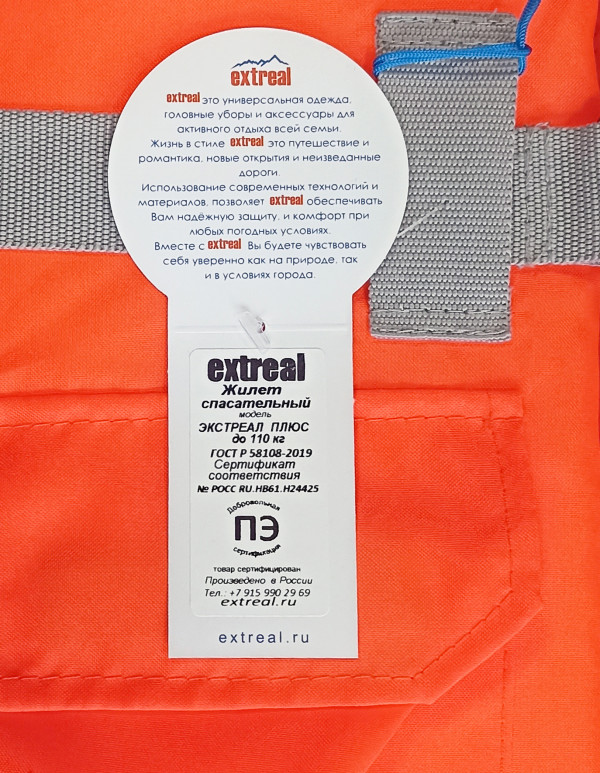 extreal
extreal это универсальная одежда,
головные уборы и аксессуары для
активного отдыха всей семьи.
Жизнь в стиле extreal это путешествие и
романтика, новые открытия и неизведанные
дороги.
Использование современных технологий и
материалов, позволяет extreal обеспечивать
Вам надёжную защиту, и комфорт при
любых погодных условиях.
Вместе с extreal Вы будете чувствовать
себя уверенно как на природе, так
и в условиях города.
extreal
Жилет
спасательный
модель
ЭКСТРЕАЛ ПЛЮС
до 110 кг
ГОСТ Р 58108-2019
Сертификат
соответствия
№ РОСС RU.НВ61.Н24425
Добровольная
ПЭ
сертификация
товар сертифицирован
Произведено в России
Тел.: +7 915 990 29 69
extreal.ru
extreal.ru